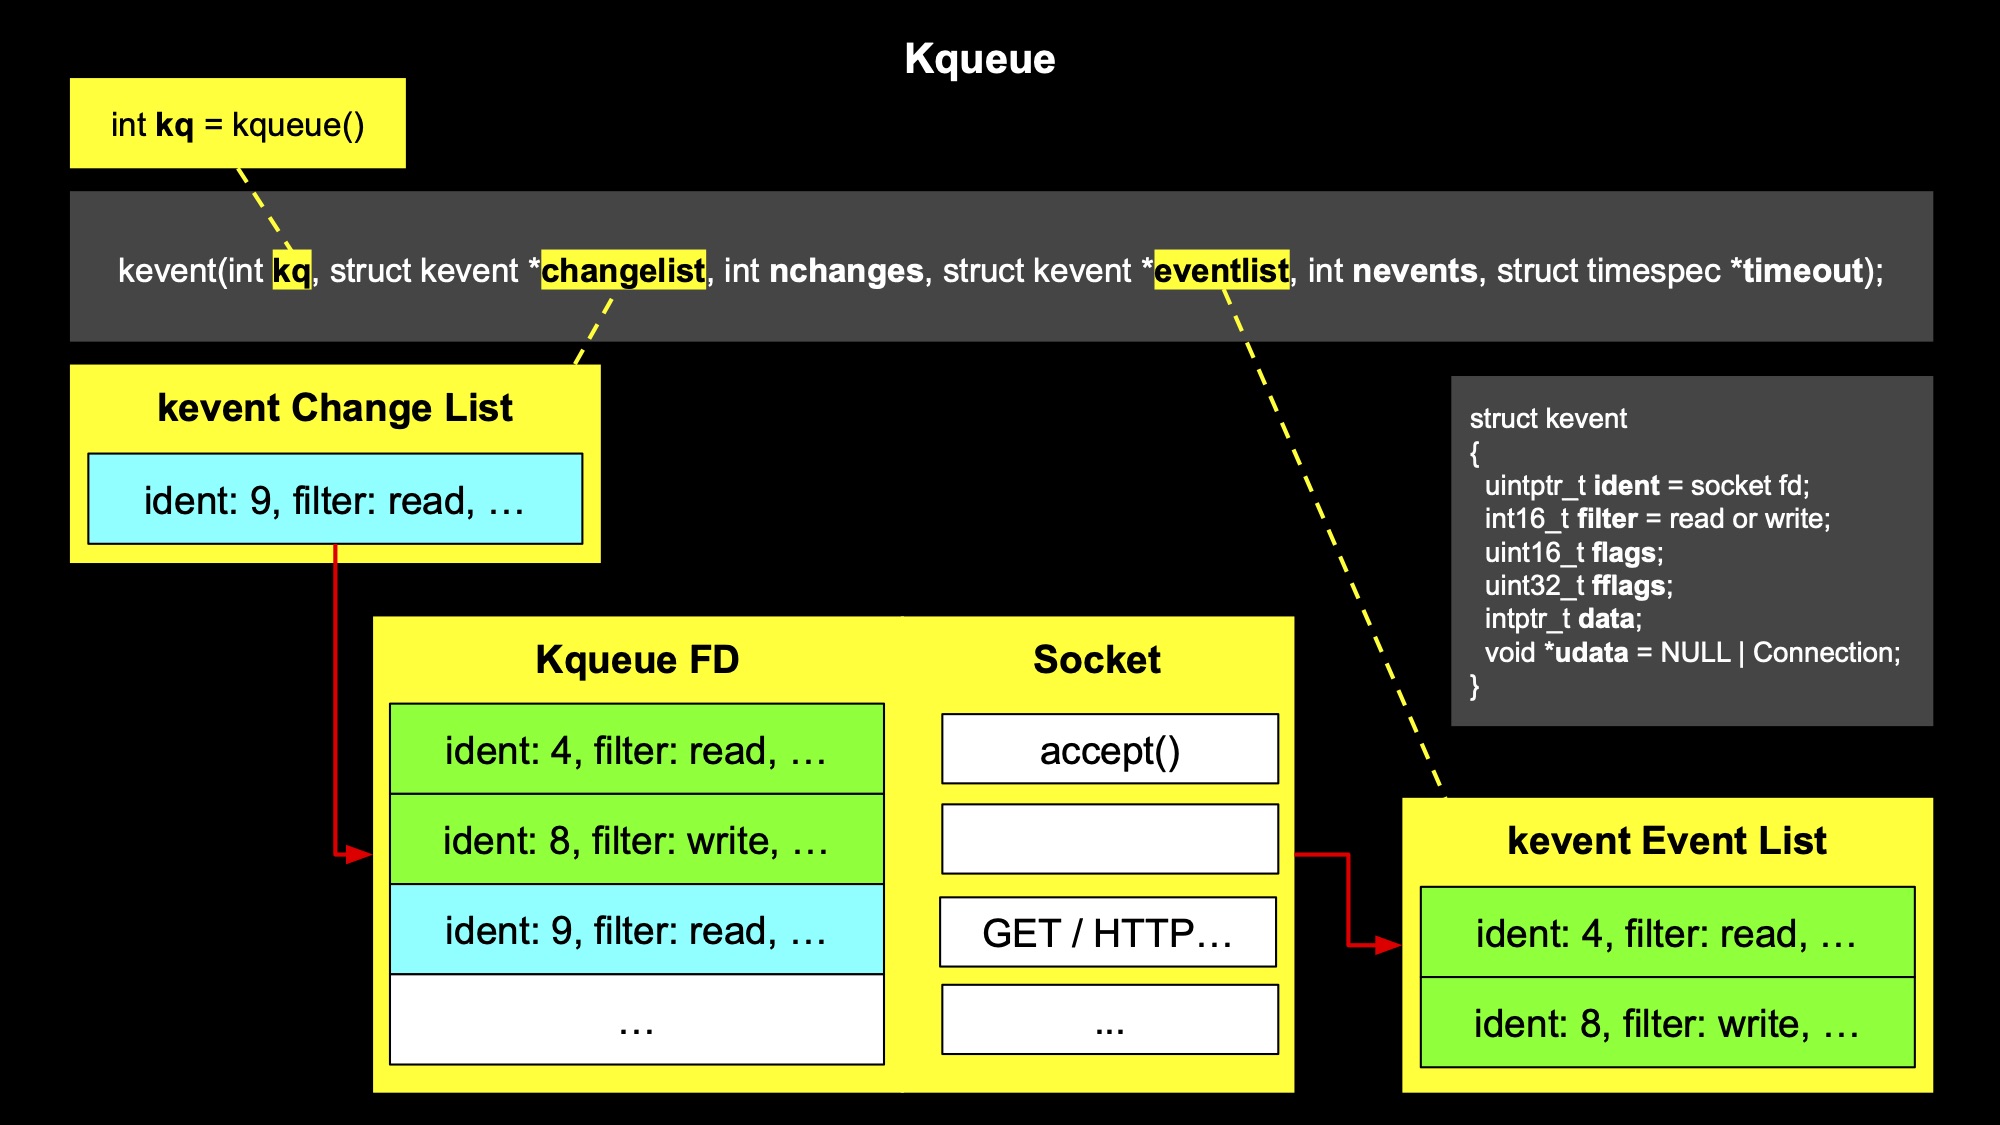 Kqueue
int kq = kqueue()
kevent(int kq, struct kevent *changelist, int nchanges, struct kevent *eventlist, int nevents, struct timespec *timeout);
kevent Change List
ident: 9, filter: read, …
struct kevent
{
uintptr_t ident = socket fd;
int16_t filter = read or write;
uint16_t flags;
uint32_t fflags;
intptr_t data;
void *udata = NULL | Connection;
}
Kqueue FD
ident: 4, filter: read, …
ident: 8, filter: write, …
ident: 9, filter: read, …
…
Socket
accept()
GET / HTTP…
...
kevent Event List
ident: 4, filter: read, …
ident: 8, filter: write, …